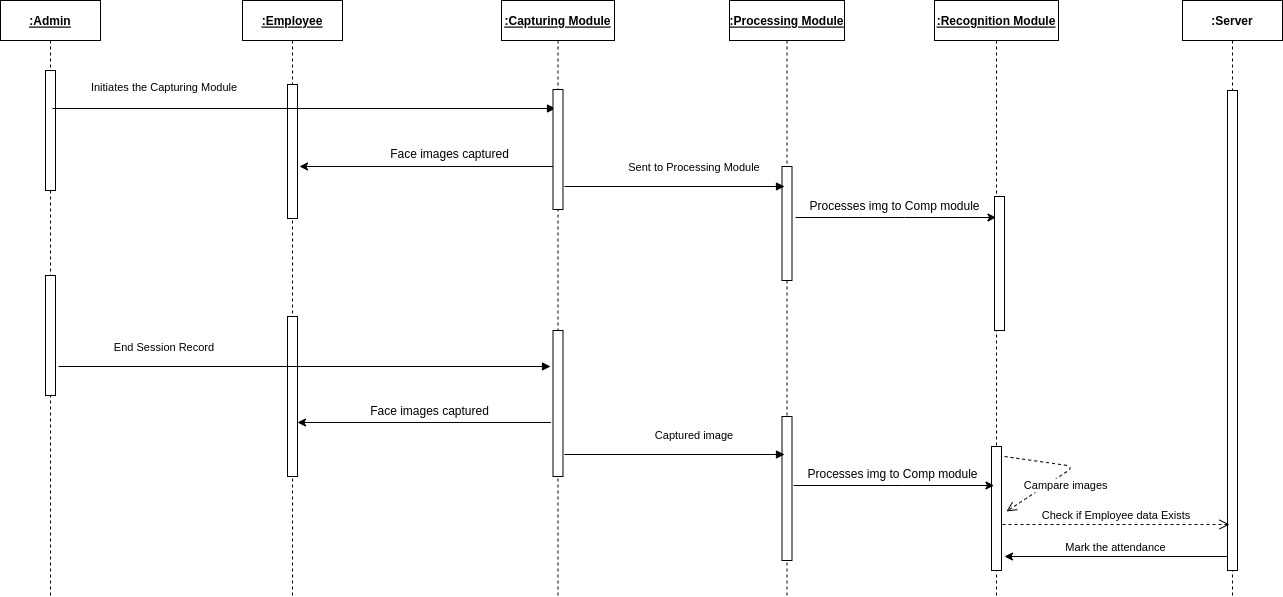 :Admin
:Employee
:Capturing Module
:Processing Module
:Recognition Module
:Server
Initiates the Capturing Module
Face images captured
Sent to Processing Module
Processes img to Comp module
End Session Record
Face images captured
Captured image
Processes img to Comp module
Campare images
Check if Employee data Exists
Mark the attendance